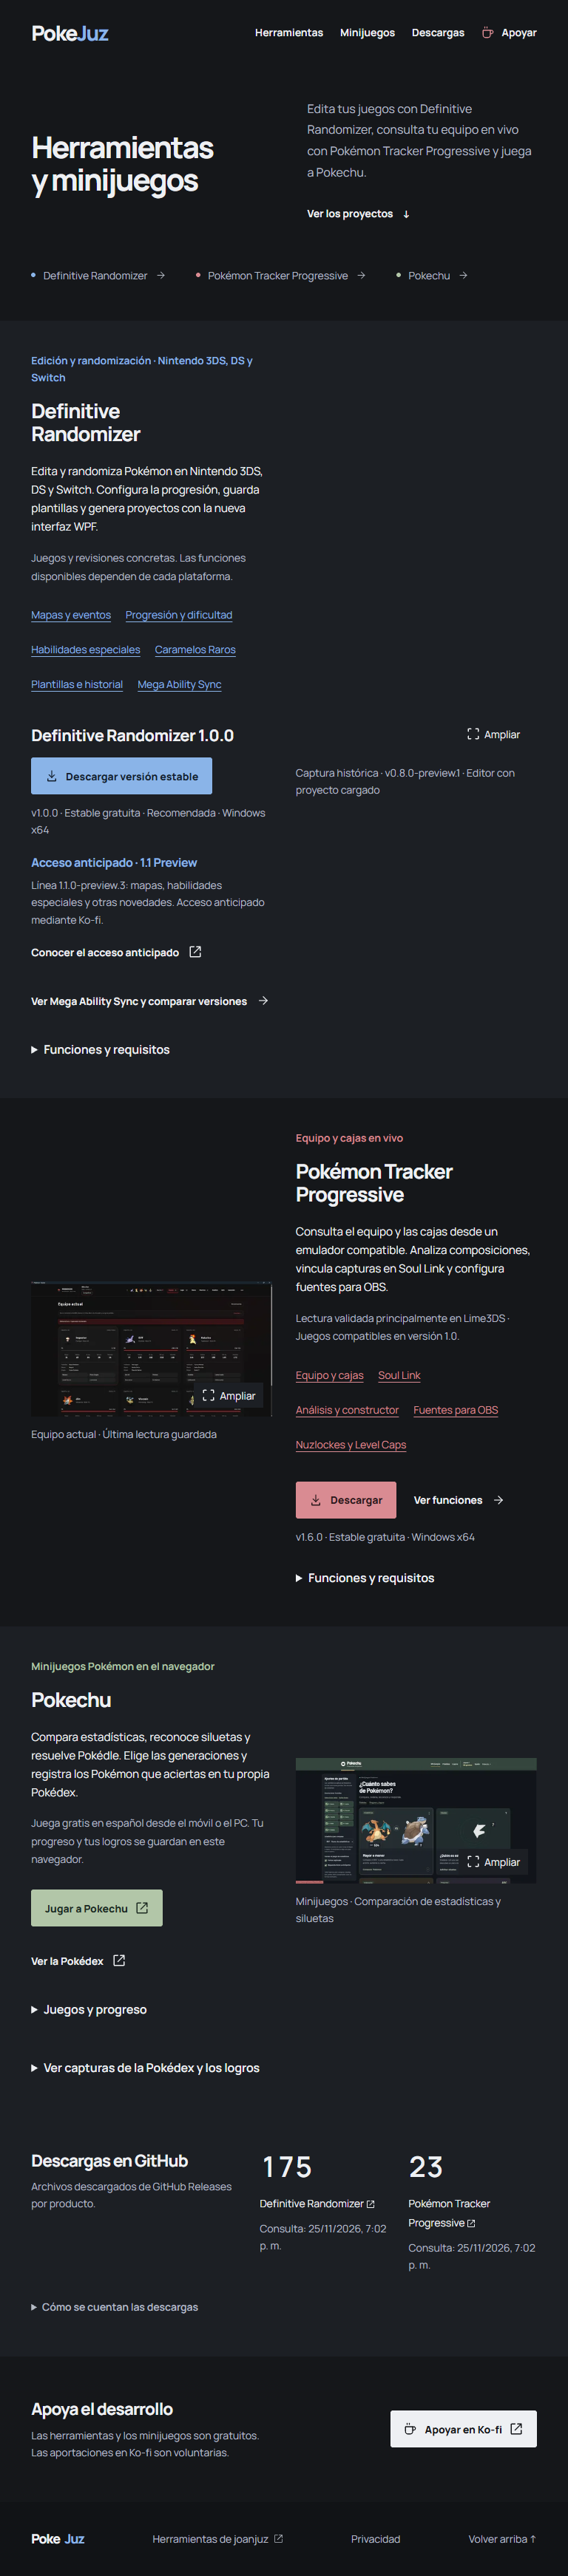 PokeJuz
Herramientas
Minijuegos
Descargas
Apoyar
Herramientas
y minijuegos
Edita tus juegos con Definitive
Randomizer, consulta tu equipo en vivo
con Pokémon Tracker Progressive y juega
a Pokechu.
Ver los proyectos ↓
Definitive Randomizer →
Pokémon Tracker Progressive →
Pokechu →
Edición y randomización · Nintendo 3DS, DS y
Switch
Definitive
Randomizer
Edita y randomiza Pokémon en Nintendo 3DS,
DS y Switch. Configura la progresión, guarda
plantillas y genera proyectos con la nueva
interfaz WPF.
Juegos y revisiones concretas. Las funciones
disponibles dependen de cada plataforma.
Mapas y eventos
Progresión y dificultad
Habilidades especiales
Caramelos Raros
Plantillas e historial
Mega Ability Sync
Definitive Randomizer 1.0.0
Descargar versión estable
v1.0.0 · Estable gratuita · Recomendada · Windows
x64
Acceso anticipado · 1.1 Preview
Línea 1.1.0-preview.3: mapas, habilidades
especiales y otras novedades. Acceso anticipado
mediante Ko-fi.
Conocer el acceso anticipado
Ver Mega Ability Sync y comparar versiones →
▶ Funciones y requisitos
Ampliar
Captura histórica · v0.8.0-preview.1 · Editor con
proyecto cargado
Equipo actual
Ampliar
Equipo actual · Última lectura guardada
Equipo y cajas en vivo
Pokémon Tracker
Progressive
Consulta el equipo y las cajas desde un
emulador compatible. Analiza composiciones,
vincula capturas en Soul Link y configura
fuentes para OBS.
Lectura validada principalmente en Lime3DS ·
Juegos compatibles en versión 1.0.
Equipo y cajas
Soul Link
Análisis y constructor
Fuentes para OBS
Nuzlockes y Level Caps
Descargar
Ver funciones →
v1.6.0 · Estable gratuita · Windows x64
▶ Funciones y requisitos
Minijuegos Pokémon en el navegador
Pokechu
Compara estadísticas, reconoce siluetas y
resuelve Pokédle. Elige las generaciones y
registra los Pokémon que aciertas en tu propia
Pokédex.
Juega gratis en español desde el móvil o el PC. Tu
progreso y tus logros se guardan en este
navegador.
Jugar a Pokechu
Ver la Pokédex
▶ Juegos y progreso
▶ Ver capturas de la Pokédex y los logros
Pokechu
¿Cuánto sabes
de Pokémon?
Ampliar
Minijuegos · Comparación de estadísticas y
siluetas
Descargas en GitHub
Archivos descargados de GitHub Releases
por producto.
175
Definitive Randomizer
Consulta: 25/11/2026, 7:02
p. m.
23
Pokémon Tracker
Progressive
Consulta: 25/11/2026, 7:02
p. m.
▶ Cómo se cuentan las descargas
Apoya el desarrollo
Las herramientas y los minijuegos son gratuitos.
Las aportaciones en Ko-fi son voluntarias.
Apoyar en Ko-fi
Poke Juz
Herramientas de joanjuz
Privacidad
Volver arriba ↑